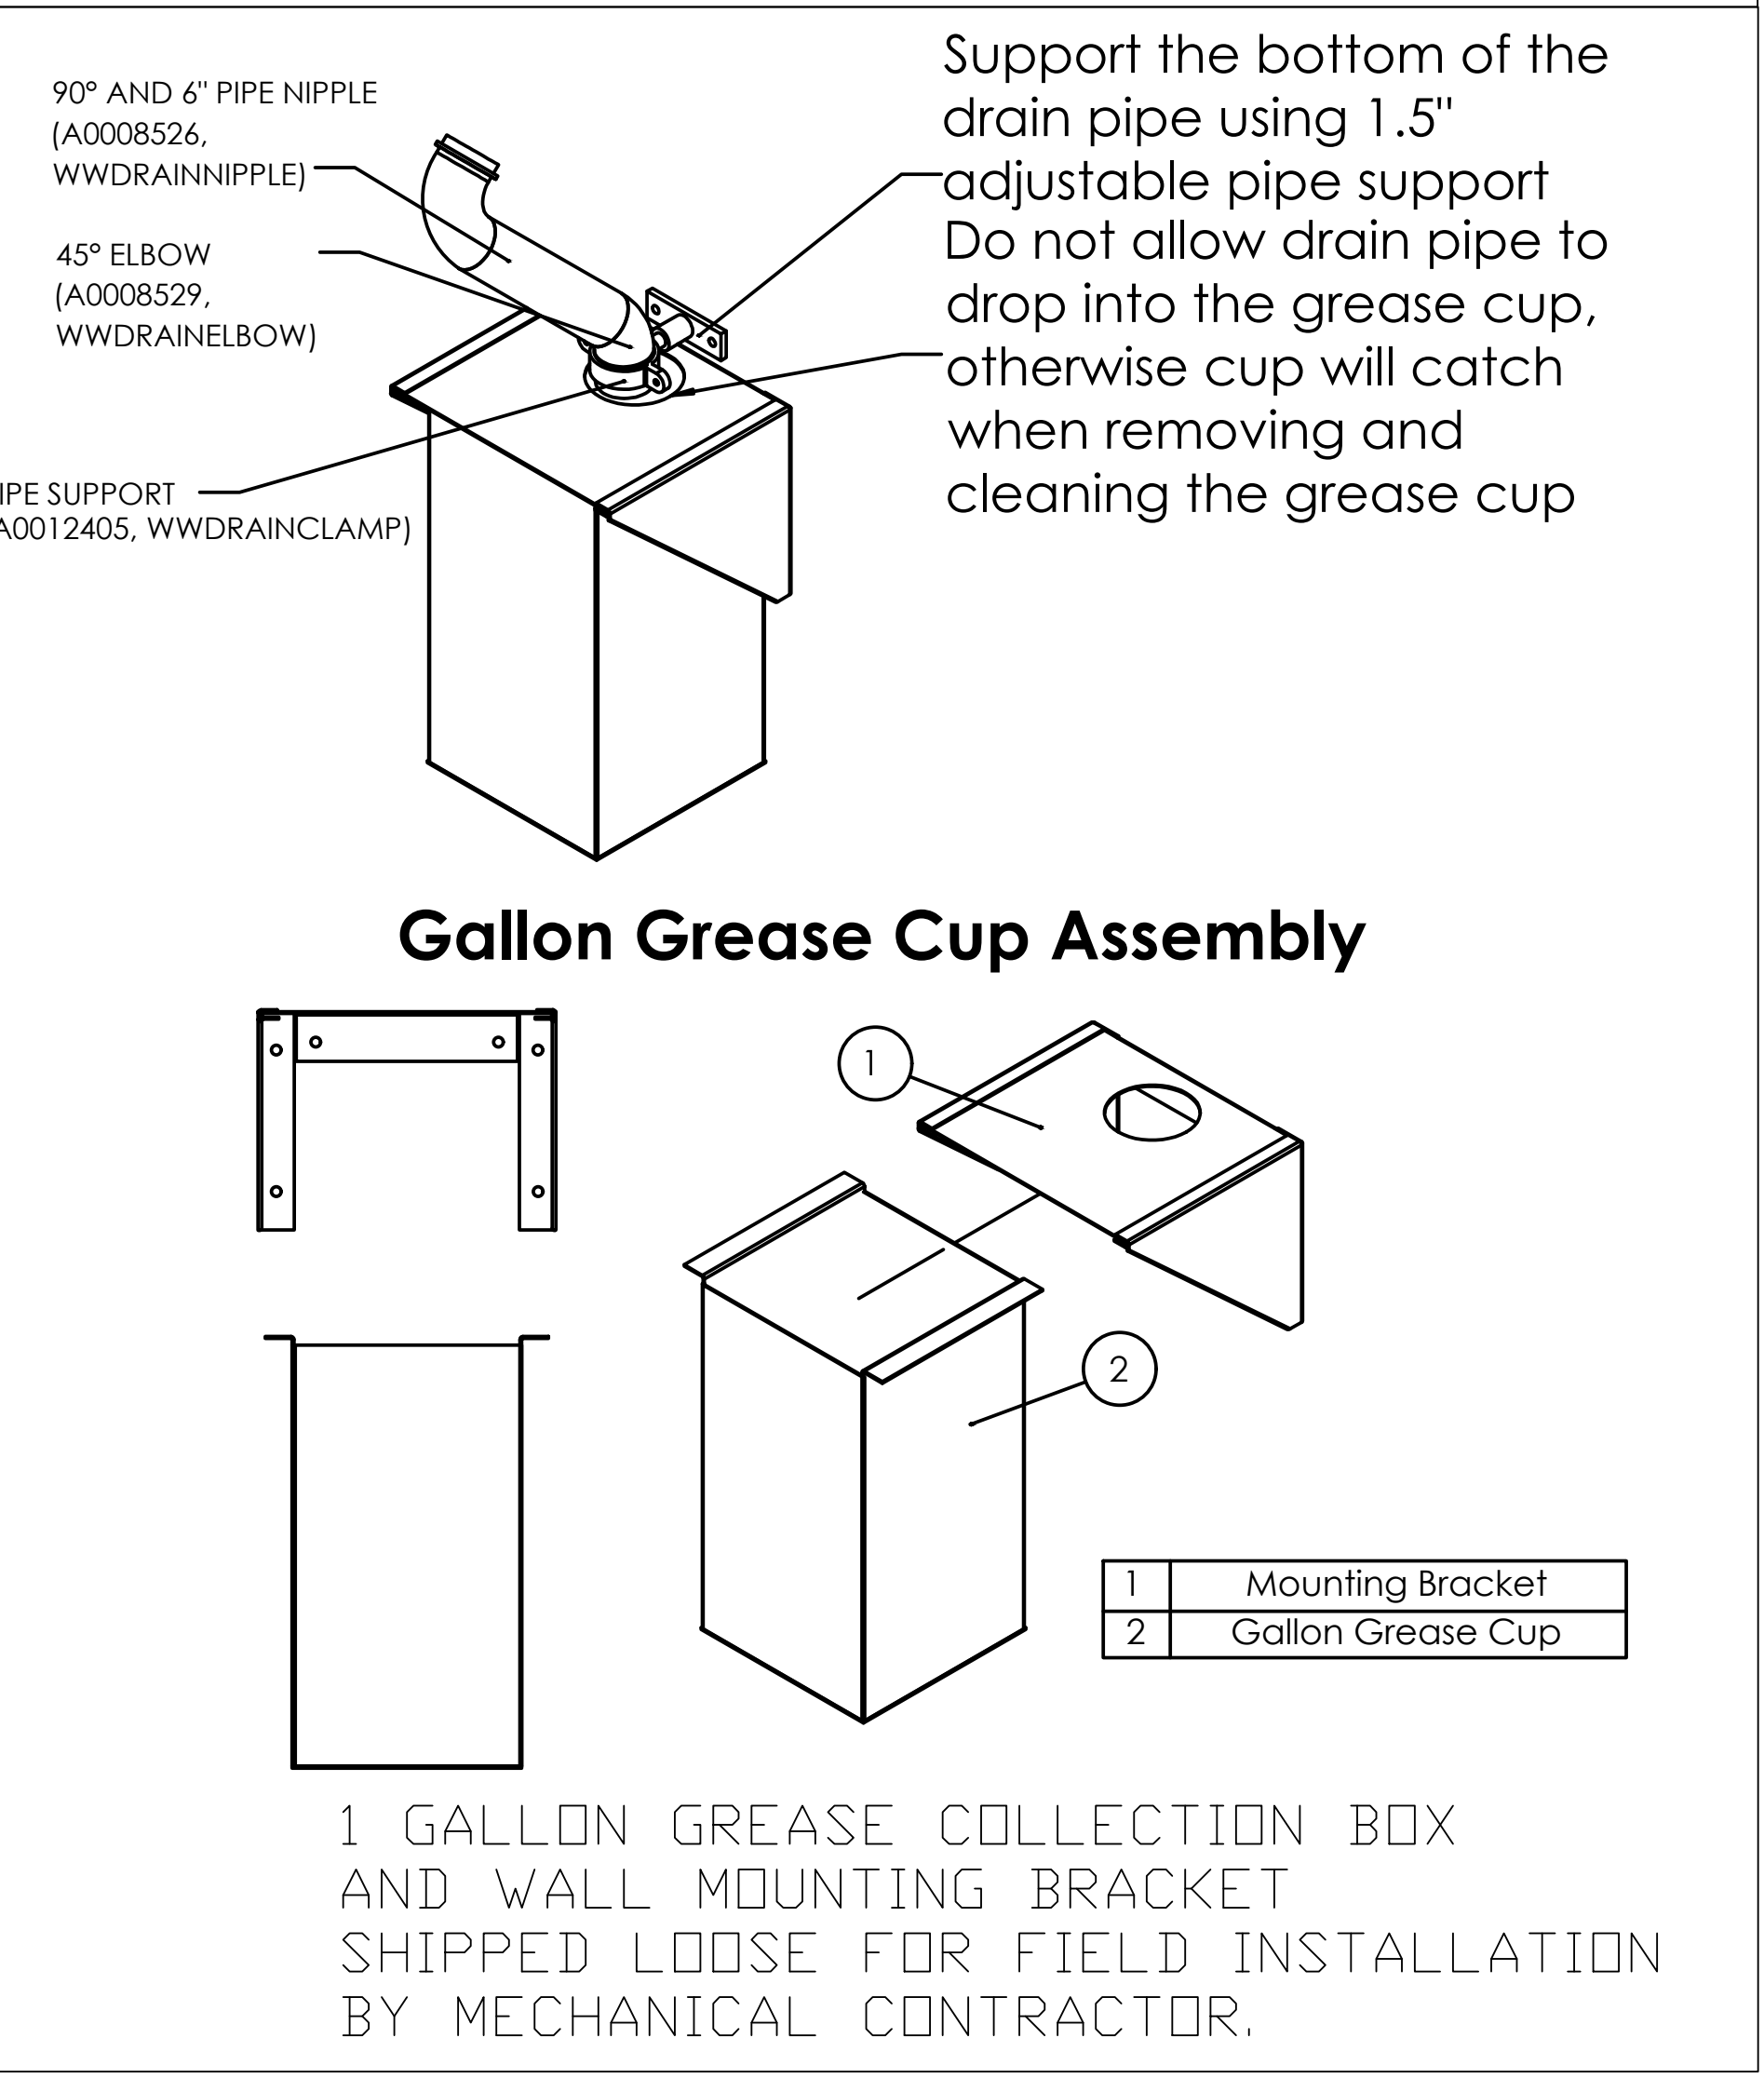 90° AND 6" PIPE NIPPLE
(A0008526,
WWDRAINNIPPLE)
45° ELBOW
(A0008529,
WWDRAINELBOW)
SUPPORT
A0012405, WWDRAINCLAMP)
Support the bottom of the
drain pipe using 1.5"
adjustable pipe support
Do not allow drain pipe to
drop into the grease cup,
otherwise cup will catch
when removing and
cleaning the grease cup
Gallon Grease Cup Assembly
1
2
1 Mounting Bracket
2 Gallon Grease Cup
1 GALLON GREASE COLLECTION BOX
AND WALL MOUNTING BRACKET
SHIPPED LOOSE FOR FIELD INSTALLATION
BY MECHANICAL CONTRACTOR.